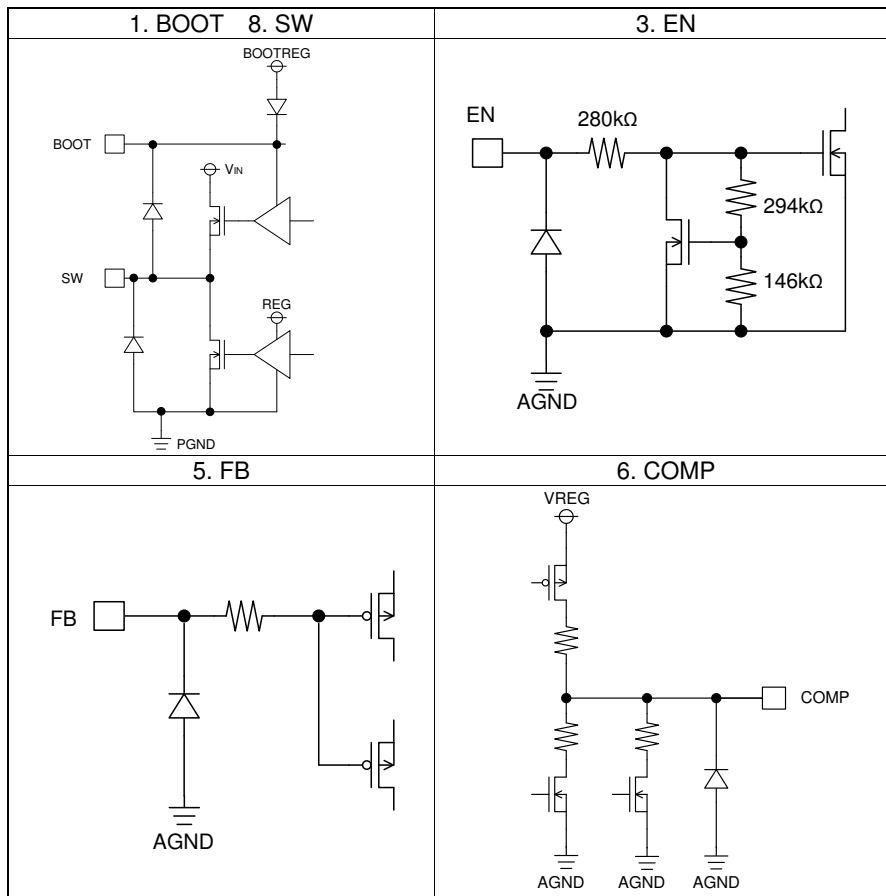 1. BOOT 8. SW
3. EN
BOOTREG
BOOT
VIN
SW
REG
PGND
EN
280kΩ
294kΩ
146kΩ
AGND
5. FB
6. COMP
FB
AGND
VREG
COMP
AGND AGND AGND